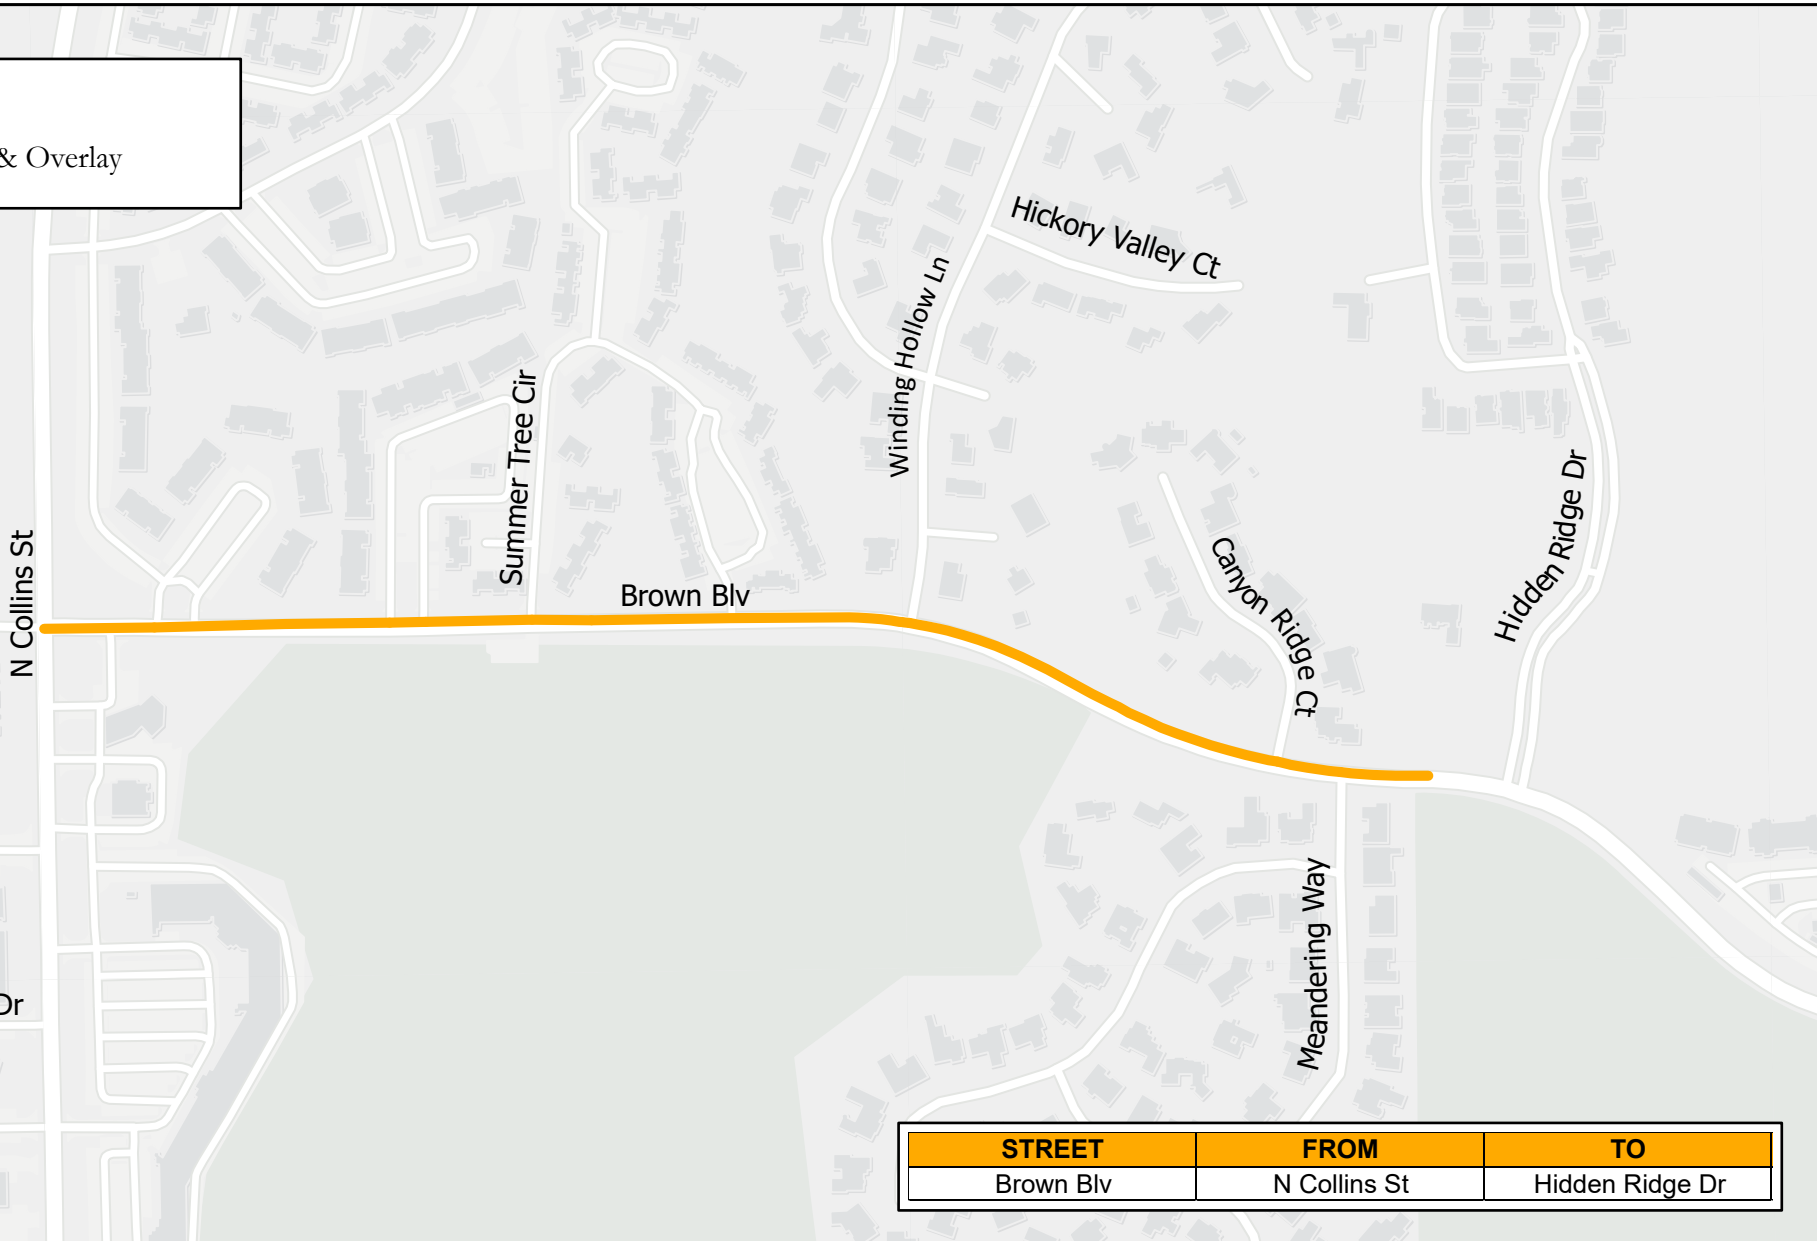 & Overlay
Hickory Valley Ct
Winding Hollow Ln
Summer Tree Cir
Hidden Ridge Dr
N Collins St
Brown Blv
Canyon Ridge Ct
Meandering Way
Dr
STREET FROM TO
Brown Blv N Collins St Hidden Ridge Dr